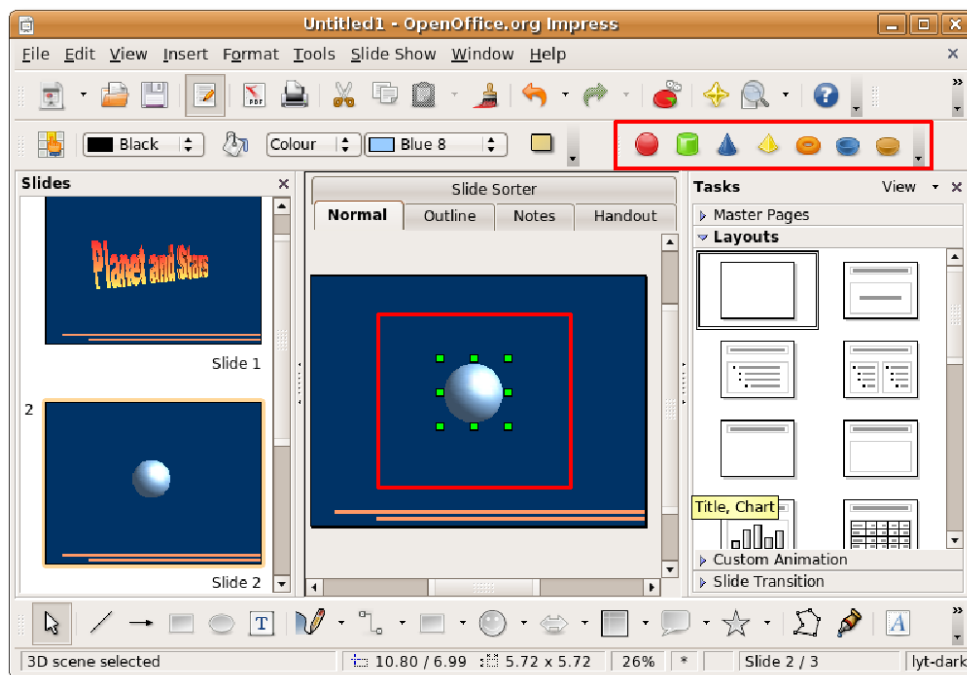 Untitled1 - OpenOffice.org Impress
File Edit View Insert Format Tools Slide Show Window Help
PDF
Black Colour Blue 8
Slides
Planet and Stars
Slide 1
2
Slide 2
Slide Sorter
Normal Outline Notes Handout
Tasks View
Master Pages
Layouts
Title, Chart
Custom Animation
Slide Transition
T A
3D scene selected 10.80 / 6.99 5.72 x 5.72 26% * Slide 2 / 3 lyt-dark